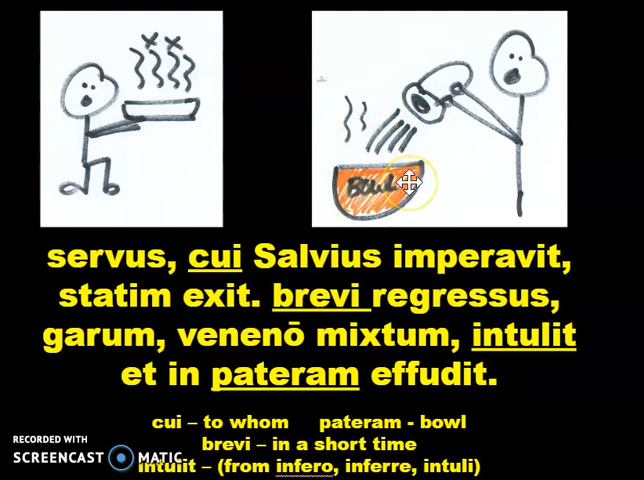 BOWL
servus, cui Salvius imperavit,
statim exit. brevi regressus,
garum, venenō mixtum, intulit
et in pateram effudit.
cui – to whom pateram - bowl
brevi – in a short time
RECORDED WITH
SCREENCAST MATIC
intulit – (from infero, inferre, intuli)